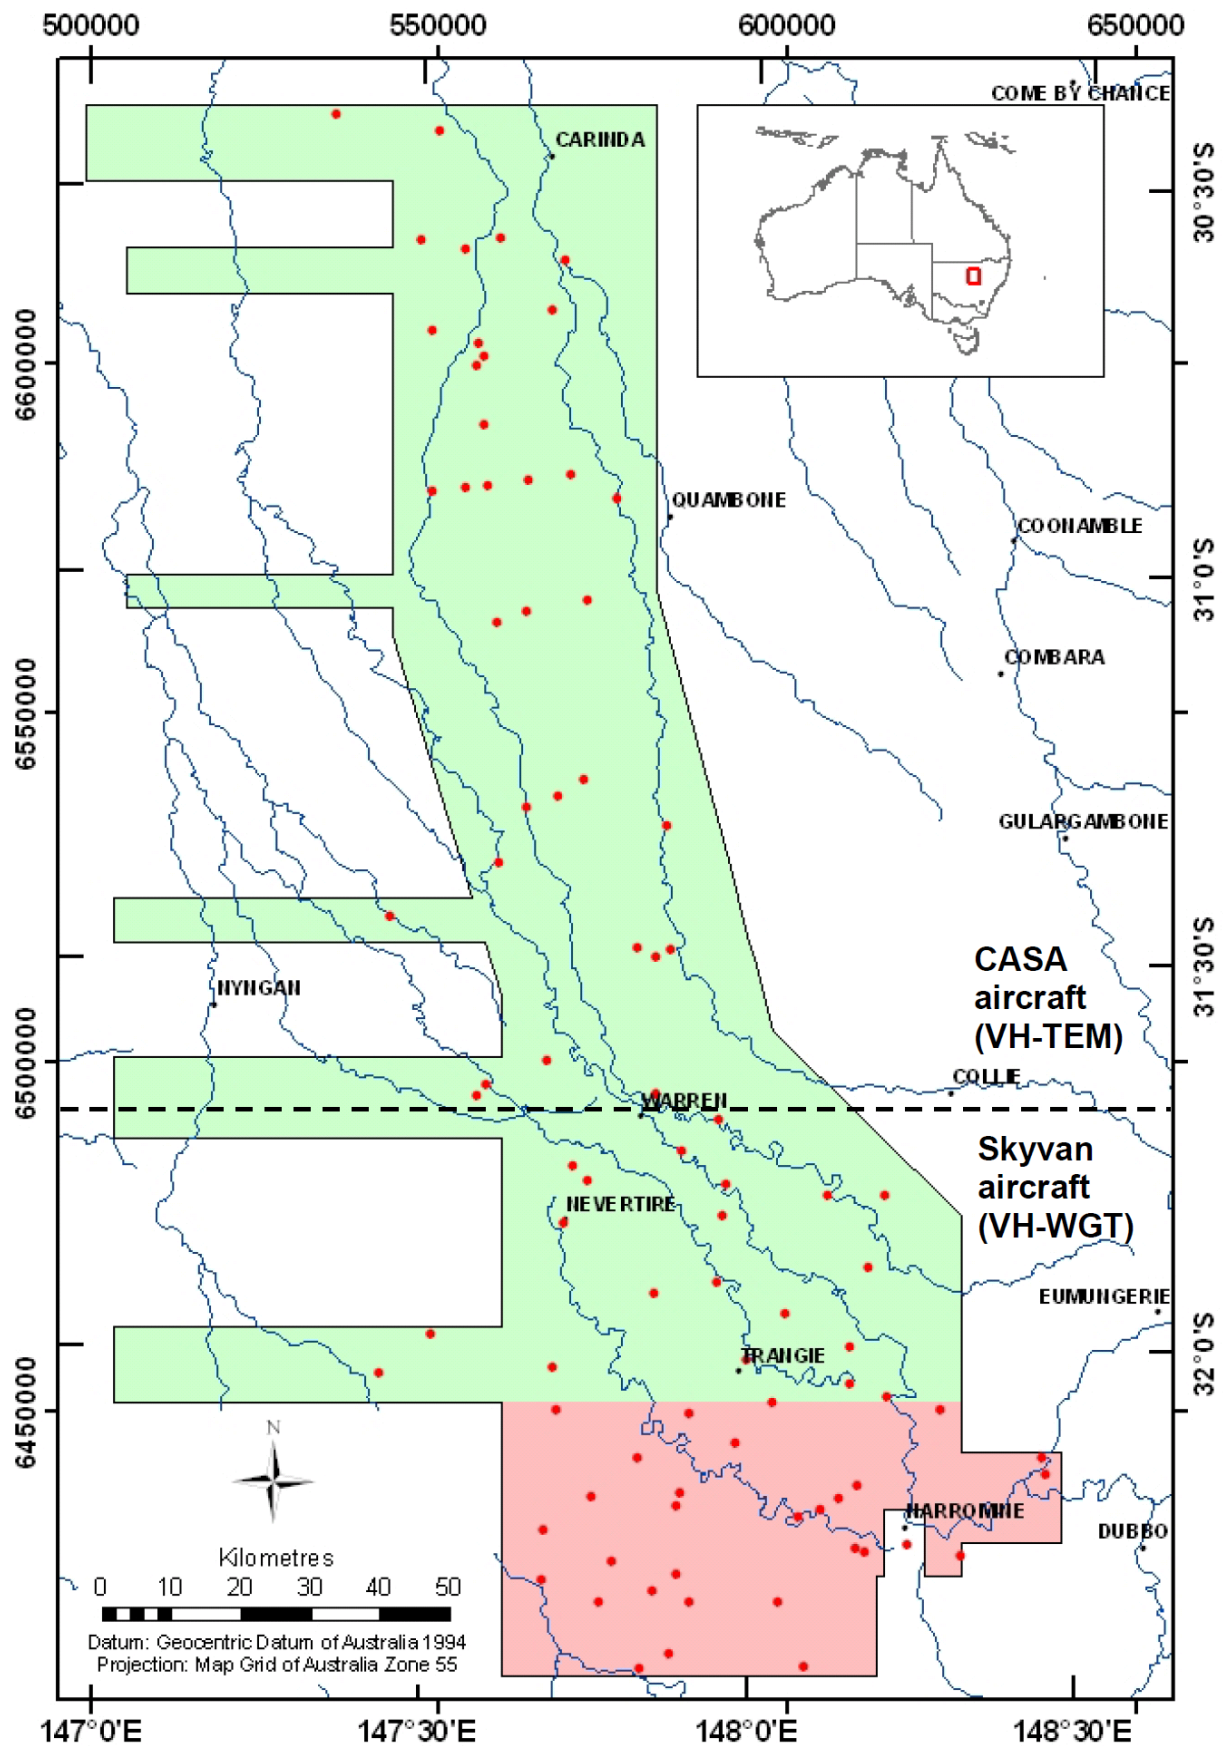 500000 550000 600000 650000
COME BY CHANCE
CARINDA
30°30'S
6600000
QUAMBONE
COONAMBLE
31°0'S
COMBARA
6550000
GULARGAMBONE
CASA
aircraft
(VH-TEM)
31°30'S
NYNGAN
6500000
COLLIE
WARREN
Skyvan
aircraft
(VH-WGT)
NEVERTIRE
EUMUNGERIE
TRANGIE
32°0'S
6450000
N
NARROMINE
DUBBO
Kilometres
0 10 20 30 40 50
Datum: Geocentric Datum of Australia 1994
Projection: Map Grid of Australia Zone 55
147°0'E 147°30'E 148°0'E 148°30'E